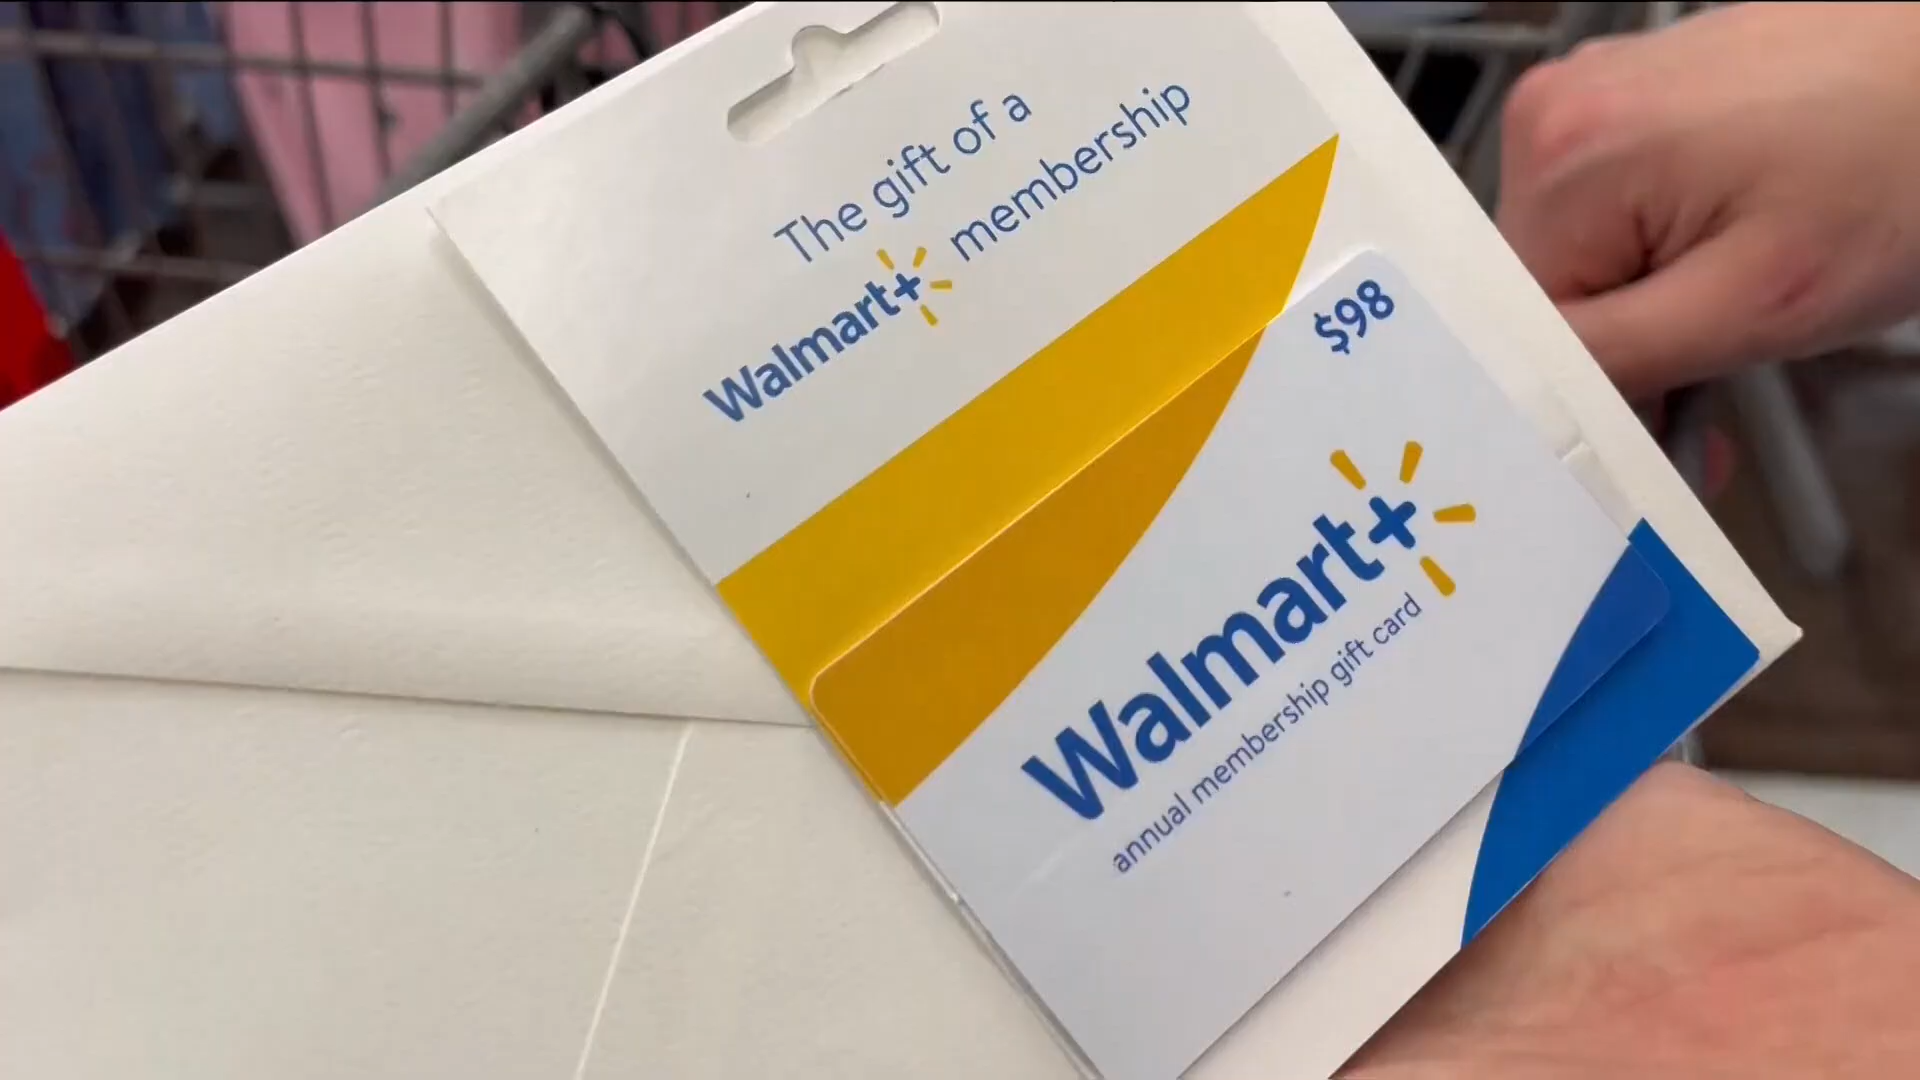 The gift of a
Walmart+ membership
$98
Walmart+
annual membership gift card